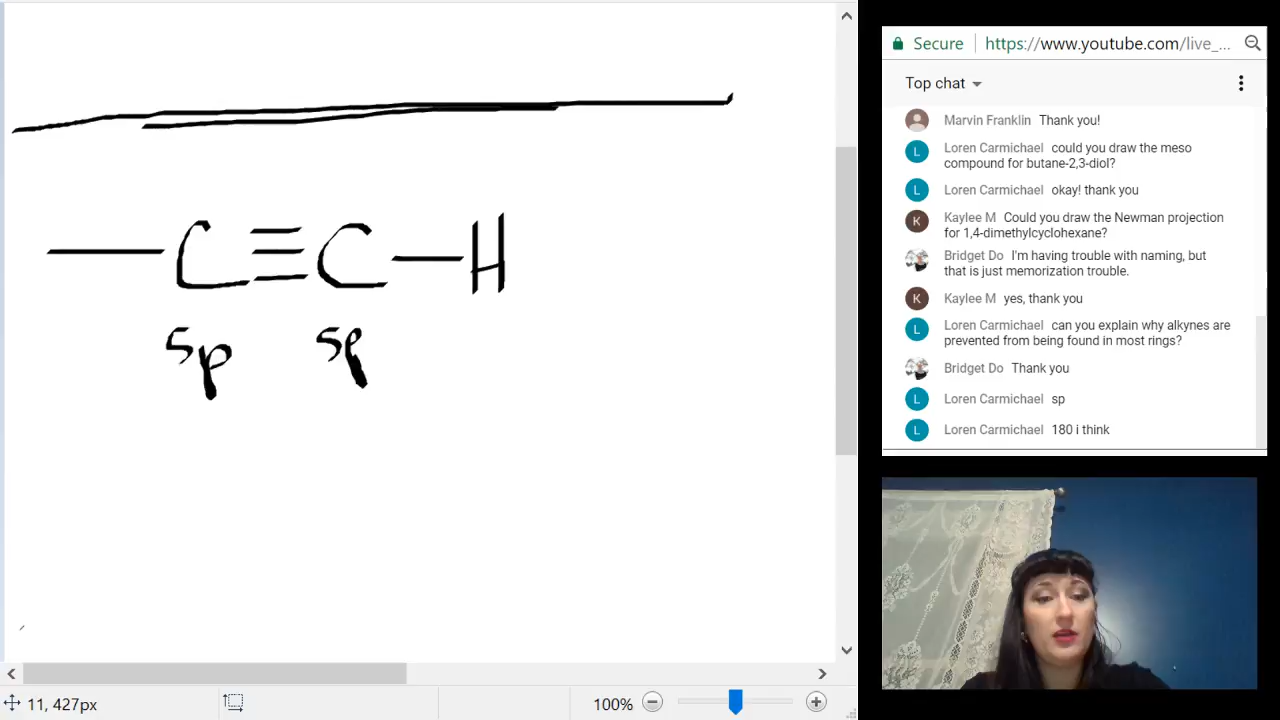 —C≡C—H
sp sp
11, 427px
100%
Secure https://www.youtube.com/live_...
Top chat
Marvin Franklin Thank you!
Loren Carmichael could you draw the meso
compound for butane-2,3-diol?
L
Loren Carmichael okay! thank you
L
Kaylee M Could you draw the Newman projection
for 1,4-dimethylcyclohexane?
K
Bridget Do I'm having trouble with naming, but
that is just memorization trouble.
Kaylee M yes, thank you
K
Loren Carmichael can you explain why alkynes are
prevented from being found in most rings?
L
Bridget Do Thank you
Loren Carmichael sp
L
Loren Carmichael 180 i think
L